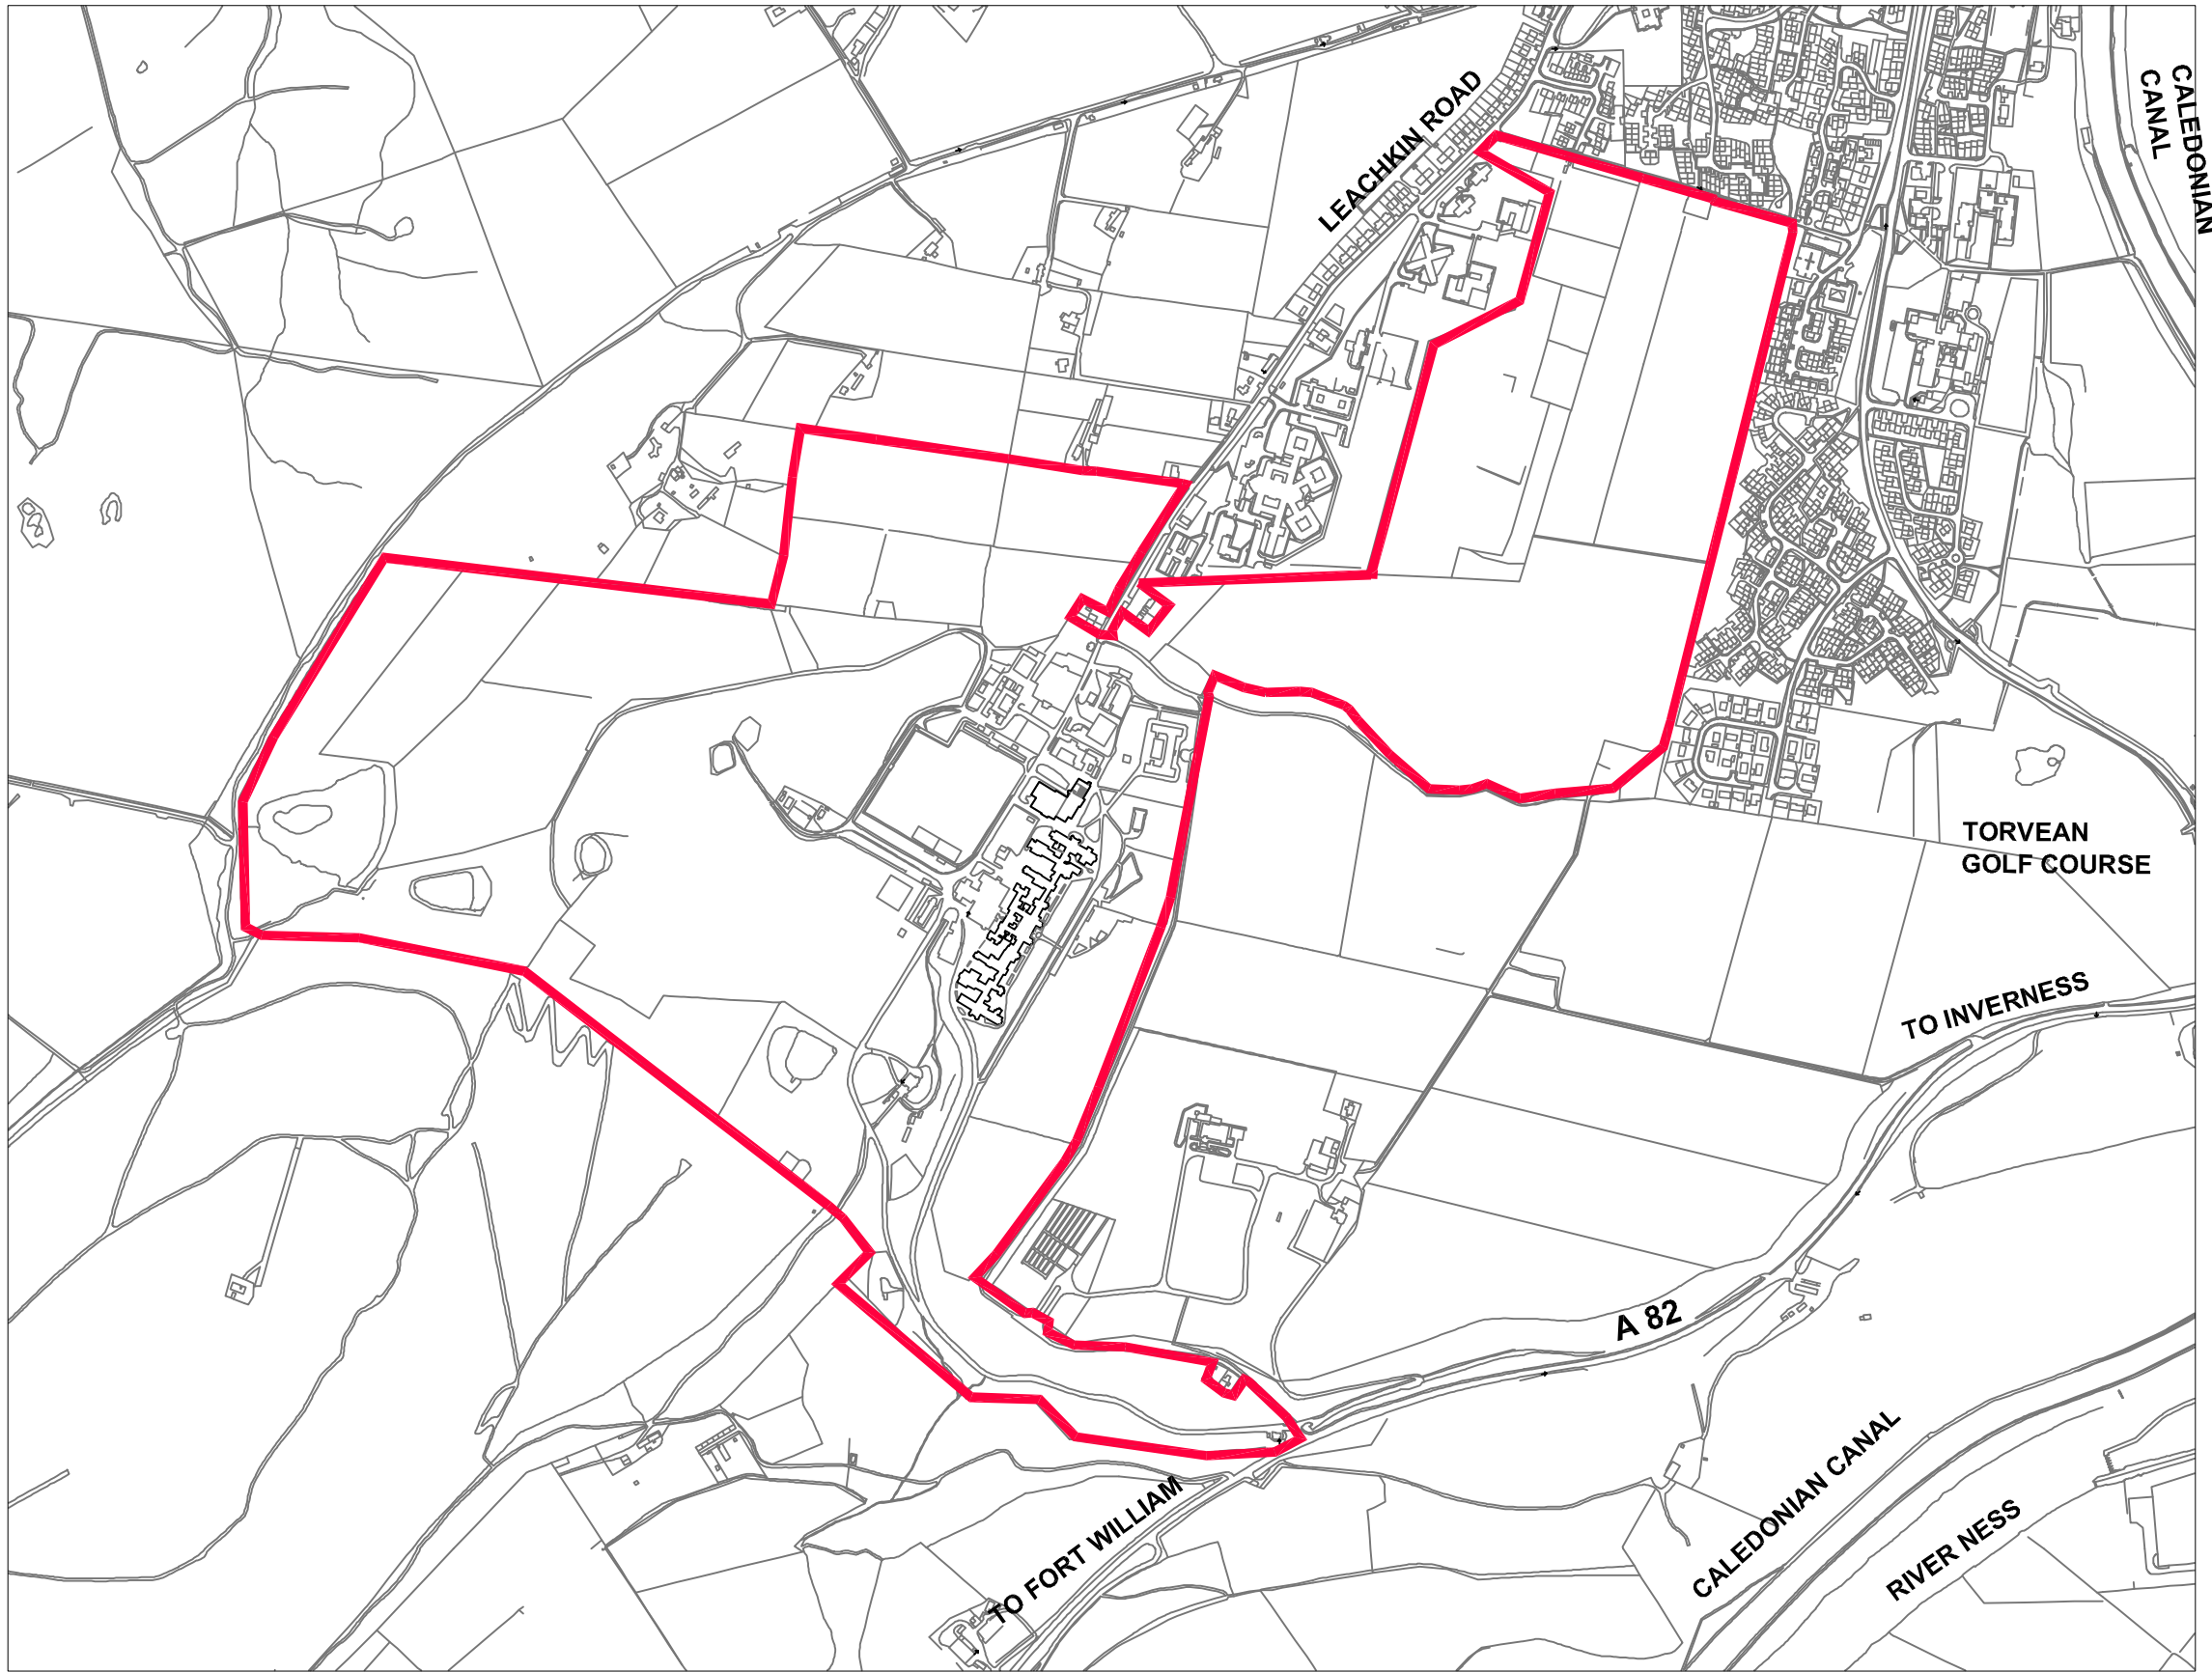 LEACHKIN ROAD
CALEDONIAN
CANAL
TORVEAN
GOLF COURSE
TO INVERNESS
A 82
CALEDONIAN CANAL
RIVER NESS
TO FORT WILLIAM